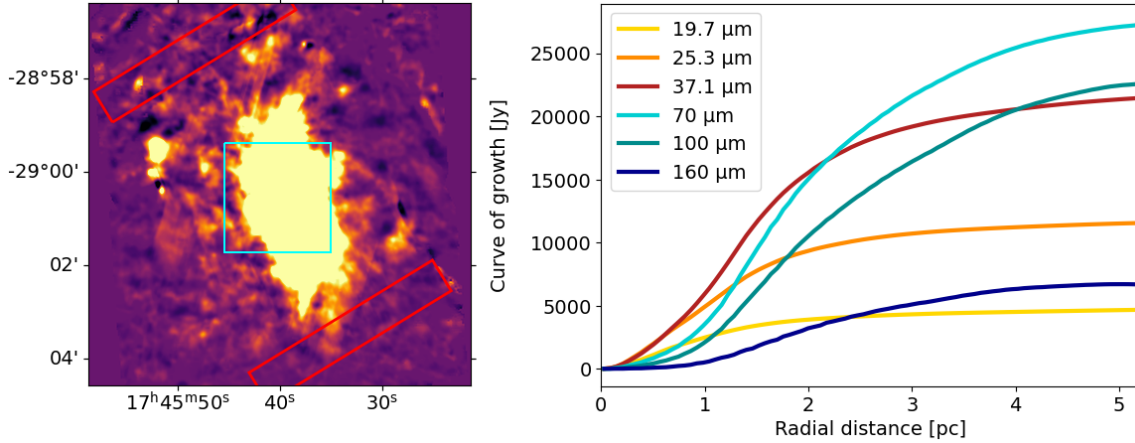 -28°58'
-29°00'
02'
04'
17ʰ45ᵐ50ˢ
40ˢ
30ˢ
Curve of growth [Jy]
25000
20000
15000
10000
5000
0
19.7 μm
25.3 μm
37.1 μm
70 μm
100 μm
160 μm
0
1
2
3
4
5
Radial distance [pc]